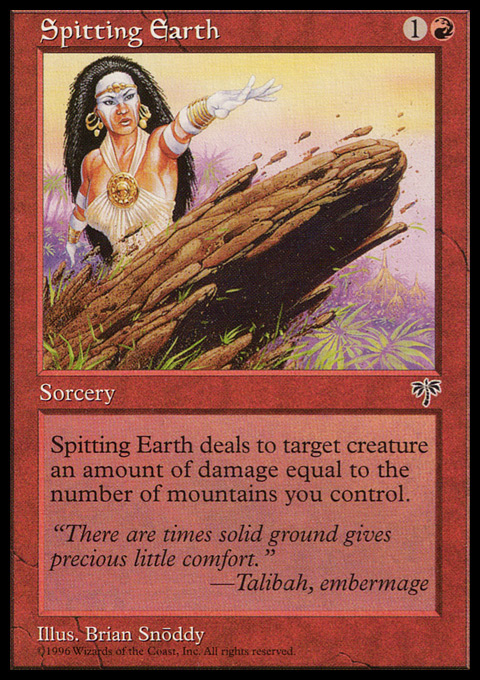 Spitting Earth 1
Sorcery
Spitting Earth deals to target creature
an amount of damage equal to the
number of mountains you control.
“There are times solid ground gives
precious little comfort.”
—Talibah, embermage
Illus. Brian Snōddy
©1996 Wizards of the Coast, Inc. All rights reserved.